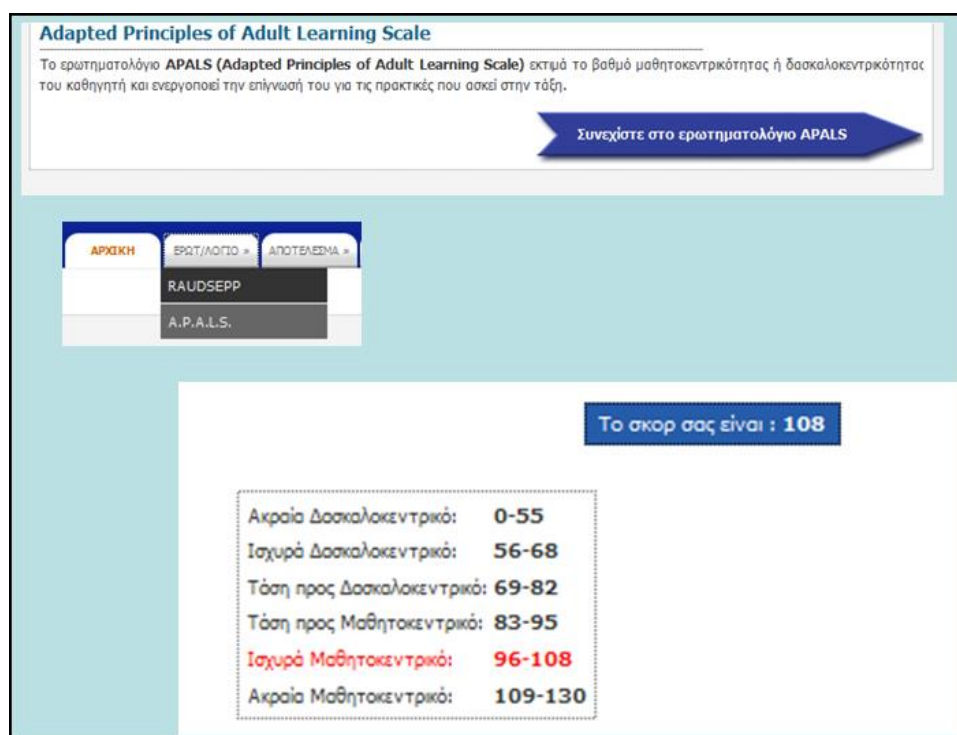 Adapted Principles of Adult Learning Scale
Το ερωτηματολόγιο APALS (Adapted Principles of Adult Learning Scale) εκτιμά το βαθμό μαθητοκεντρικότητας ή δασκαλοκεντρικότητας
του καθηγητή και ενεργοποιεί την επίγνωσή του για τις πρακτικές που ασκεί στην τάξη.
Συνεχίστε στο ερωτηματολόγιο APALS
ΑΡΧΙΚΗ ΕΡΩΤ/ΛΟΓΙΟ » ΑΠΟΤΕΛΕΣΜΑ »
RAUDSEPP
A.P.A.L.S.
Το σκορ σας είναι : 108
Ακραία Δασκαλοκεντρικό: 0-55
Ισχυρά Δασκαλοκεντρικό: 56-68
Τάση προς Δασκαλοκεντρικό: 69-82
Τάση προς Μαθητοκεντρικό: 83-95
Ισχυρά Μαθητοκεντρικό: 96-108
Ακραία Μαθητοκεντρικό: 109-130